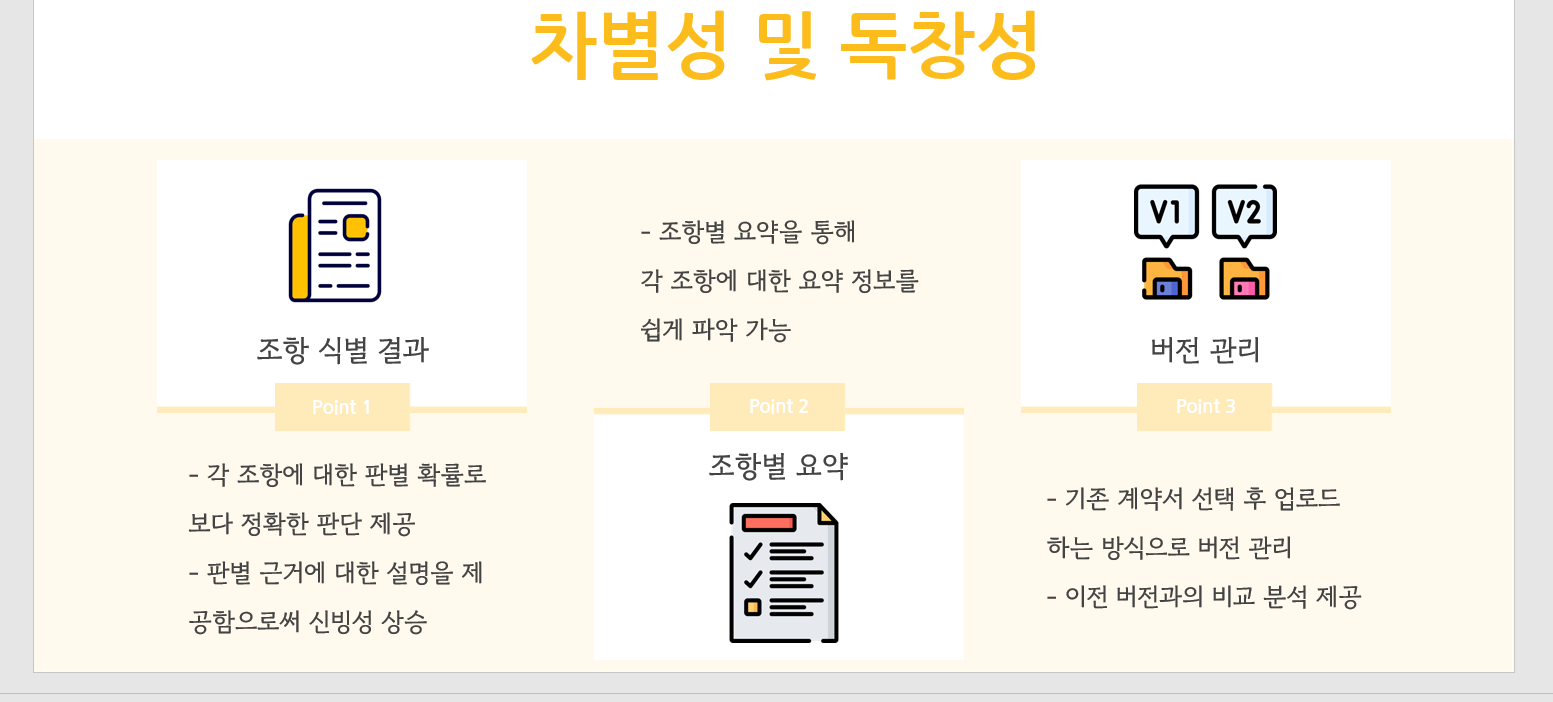 차별성 및 독창성
조항 식별 결과
Point 1
- 각 조항에 대한 판별 확률로
보다 정확한 판단 제공
- 판별 근거에 대한 설명을 제
공함으로써 신빙성 상승
- 조항별 요약을 통해
각 조항에 대한 요약 정보를
쉽게 파악 가능
Point 2
조항별 요약
V1
V2
버전 관리
Point 3
- 기존 계약서 선택 후 업로드
하는 방식으로 버전 관리
- 이전 버전과의 비교 분석 제공